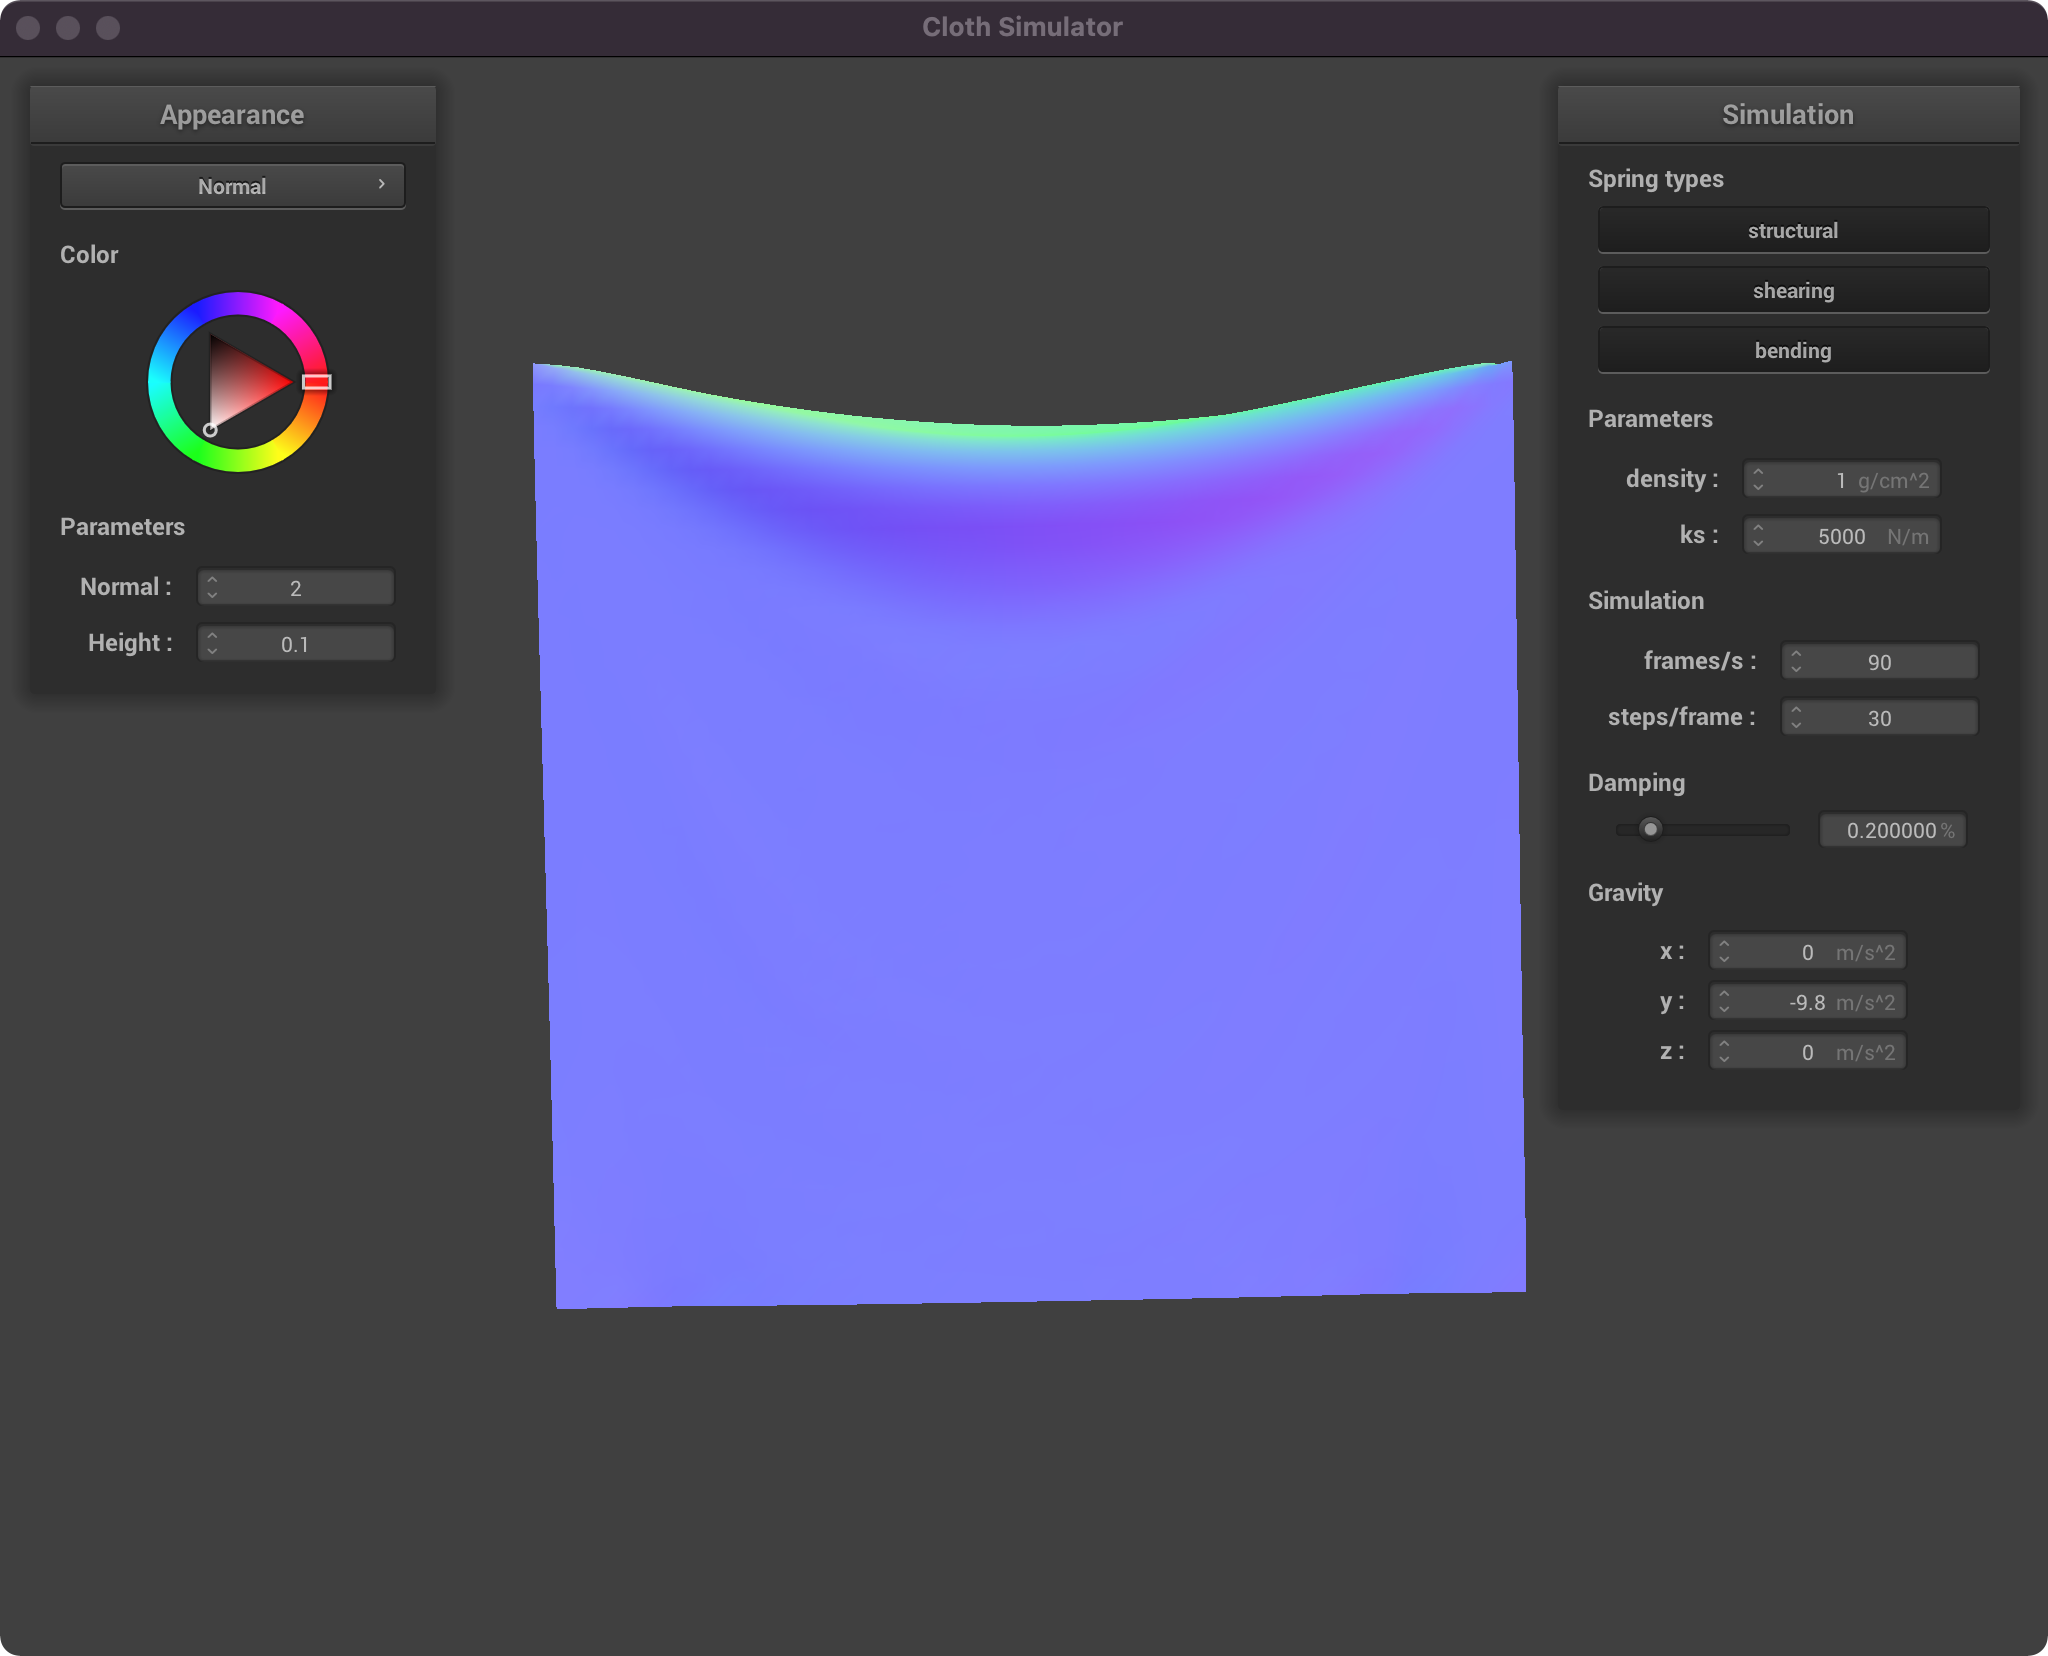 Cloth Simulator
Appearance
Normal
Color
Parameters
Normal : 2
Height : 0.1
Simulation
Spring types
structural
shearing
bending
Parameters
density : 1 g/cm^2
ks : 5000 N/m
Simulation
frames/s : 90
steps/frame : 30
Damping
0.200000 %
Gravity
x : 0 m/s^2
y : -9.8 m/s^2
z : 0 m/s^2